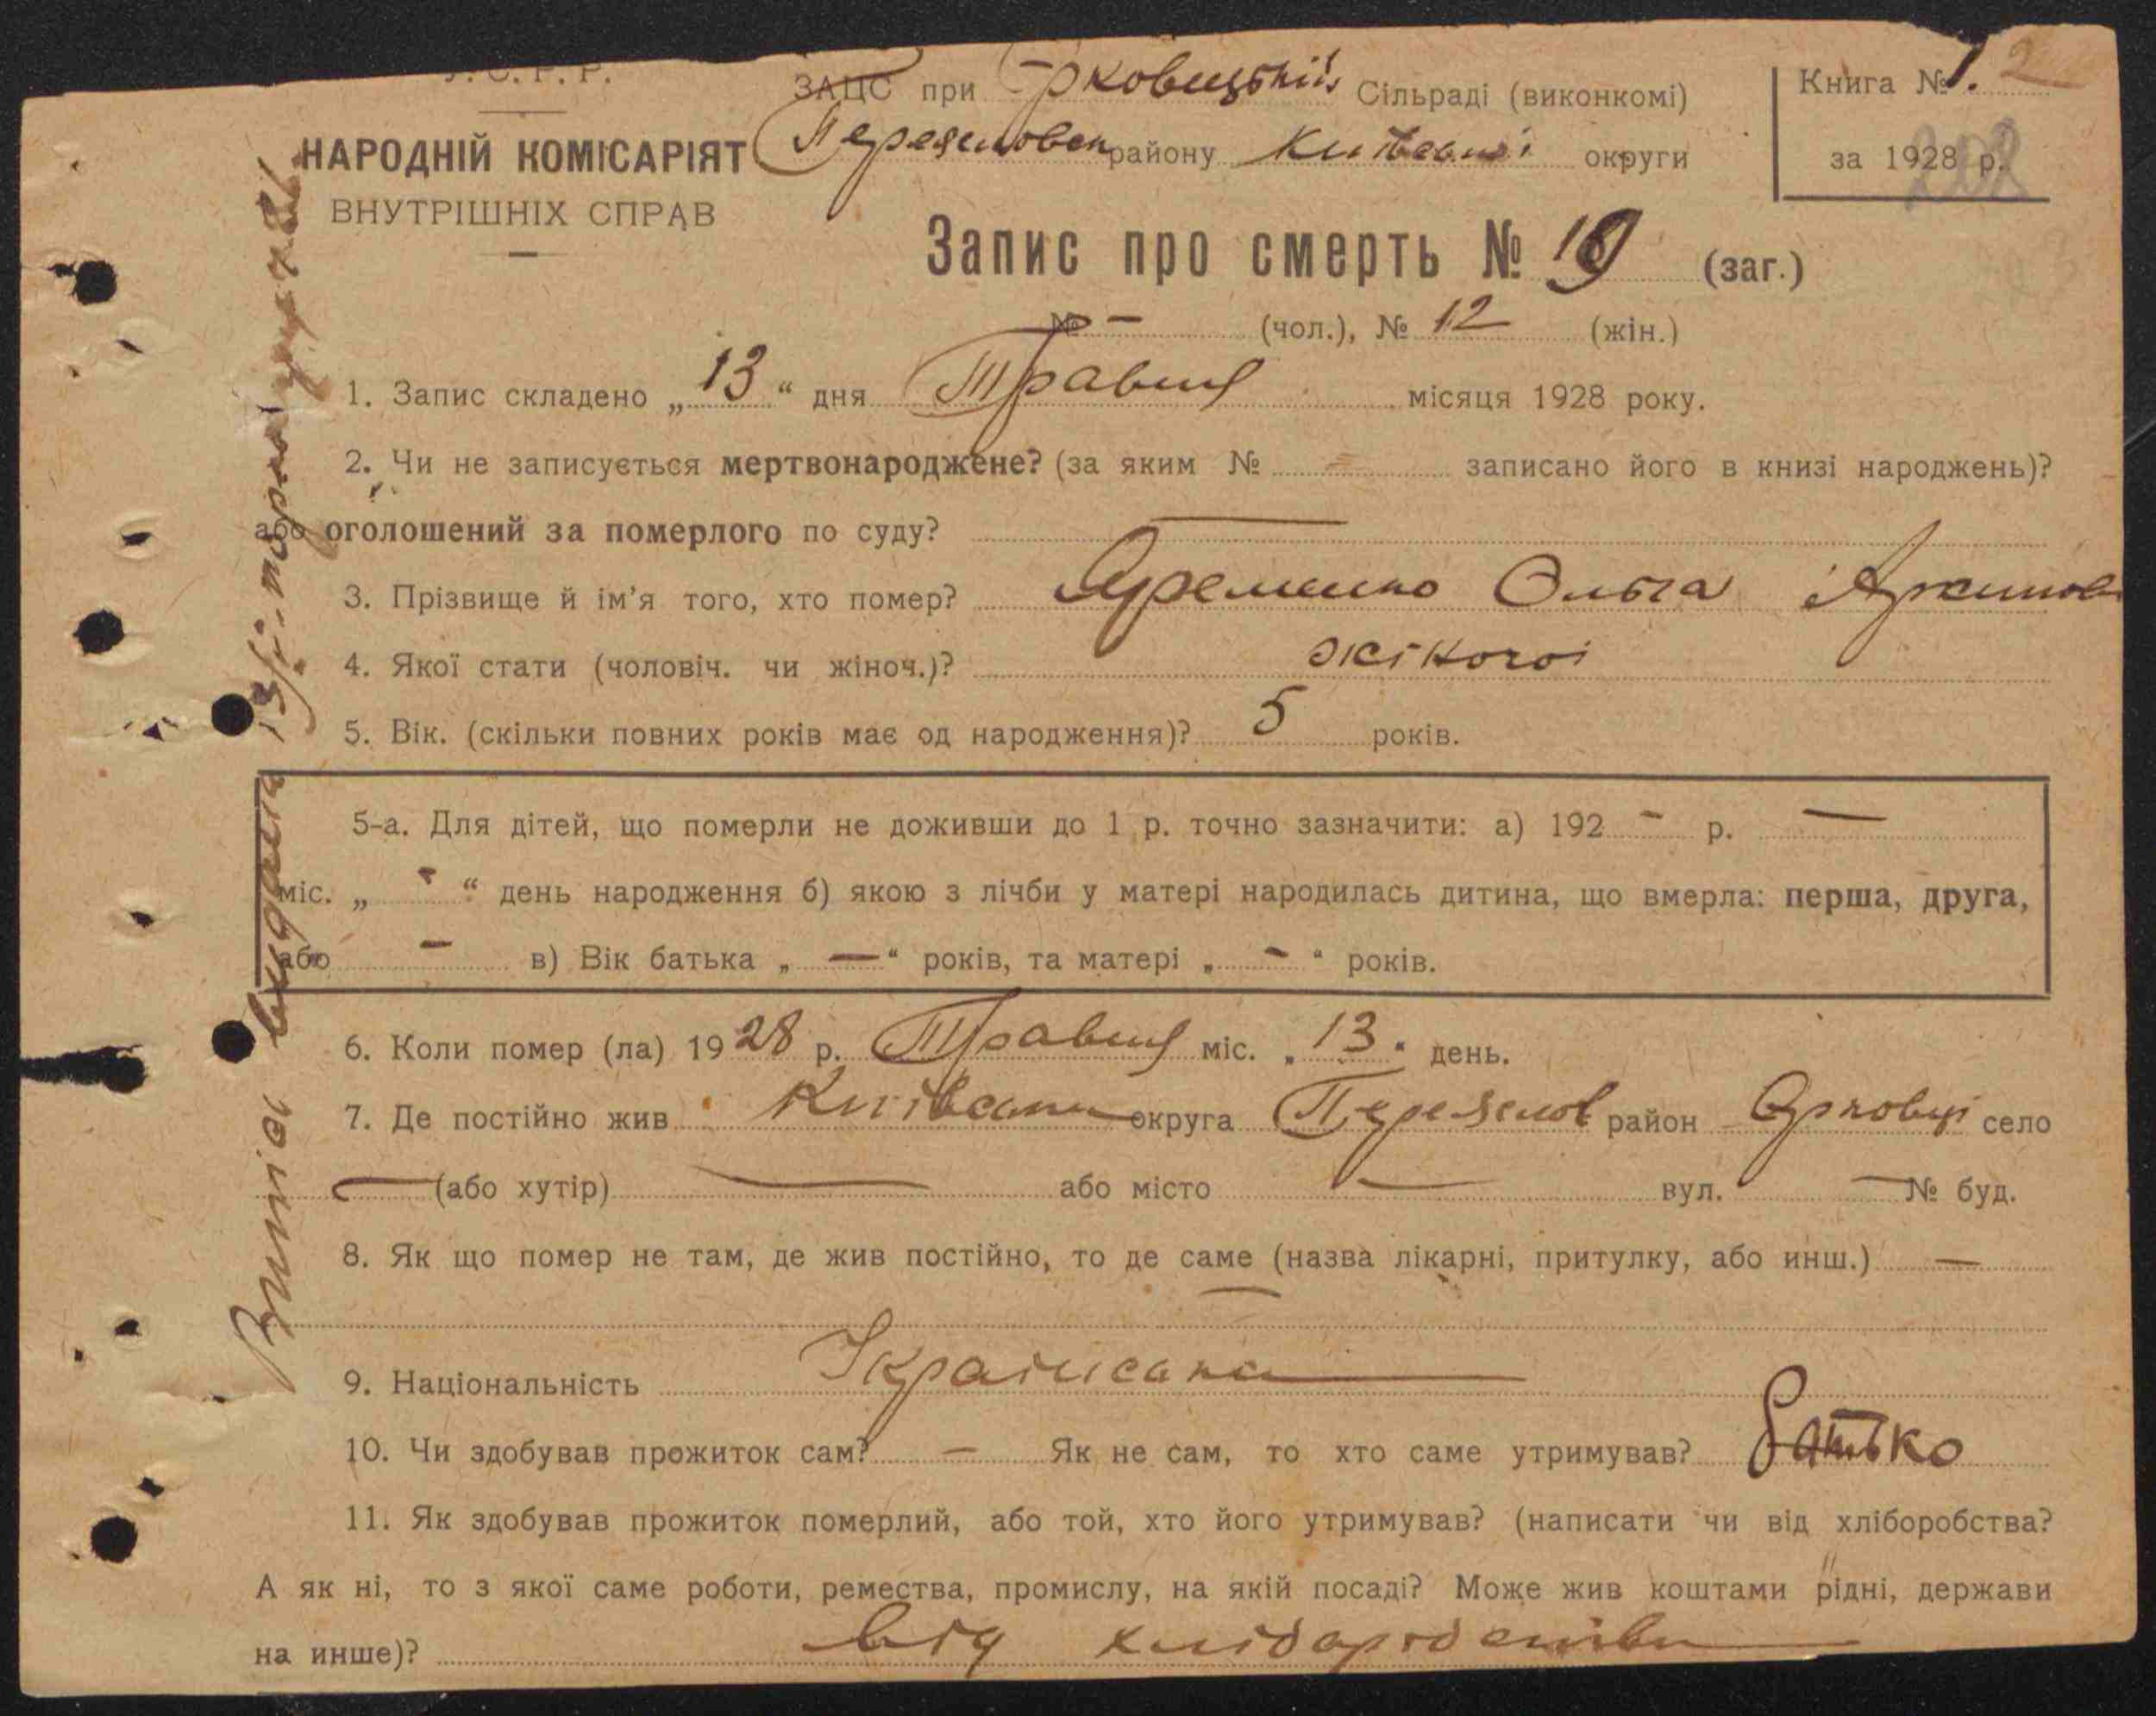 У. С. Р. Р.
НАРОДНІЙ КОМІСАРІЯТ
ВНУТРІШНІХ СПРАВ
ЗАЦС при Єрковецькій Сільраді (виконкомі)
Переяславськ району Київської округи
Книга № 1.
за 1928 р.
Запис про смерть № 19 (заг.)
№ — (чол.), № 12 (жін.)
1. Запис складено „13“ дня Травня місяця 1928 року.
2. Чи не записується мертвонароджене? (за яким № — записано його в книзі народжень)?
або оголошений за померлого по суду? —
3. Прізвище й ім’я того, хто помер? Яременко Ольга
4. Якої стати (чоловіч. чи жіноч.)? жіночоі
5. Вік. (скільки повних років має од народження)? 5 років.
5-а. Для дітей, що померли не доживши до 1 р. точно зазначити: а) 192 — р. —
міс. „ - “ день народження б) якою з лічби у матері народилась дитина, що вмерла: перша, друга,
або — в) Вік батька „ — “ років, та матері „ — “ років.
6. Коли помер (ла) 1928 р. Травня міс. „13“ день.
7. Де постійно жив Київська округа Переяслов район Єрковці село
— (або хутір) — або місто — вул. — № буд.
8. Як що помер не там, де жив постійно, то де саме (назва лікарні, притулку, або инш.) —
—
9. Національність Українська
10. Чи здобував прожиток сам? — Як не сам, то хто саме утримував? батько
11. Як здобував прожиток померлий, або той, хто його утримував? (написати чи від хліборобства?
А як ні, то з якої саме роботи, ремества, промислу, на якій посаді? Може жив коштами рідні, держави
на инше)? від хліборобства
Витяг видано